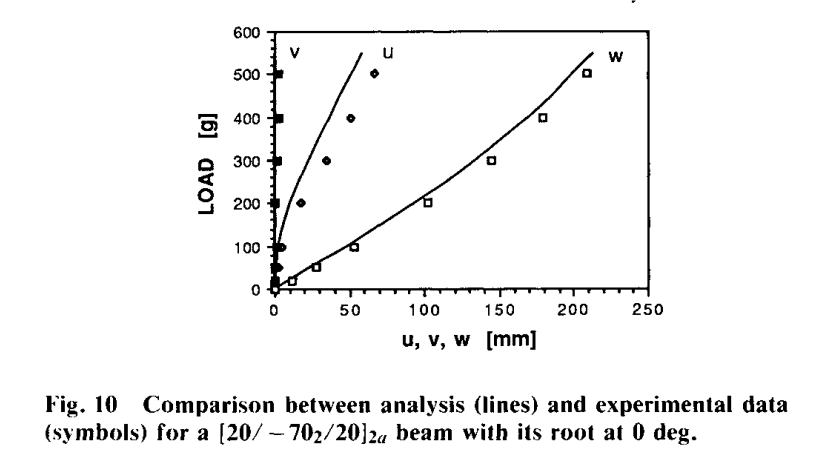 600
500
400
300
200
100
0
LOAD [g]
v
u
w
0
50
100
150
200
250
u, v, w [mm]
Fig. 10 Comparison between analysis (lines) and experimental data
(symbols) for a [20/−70₂/20]₂ₐ beam with its root at 0 deg.